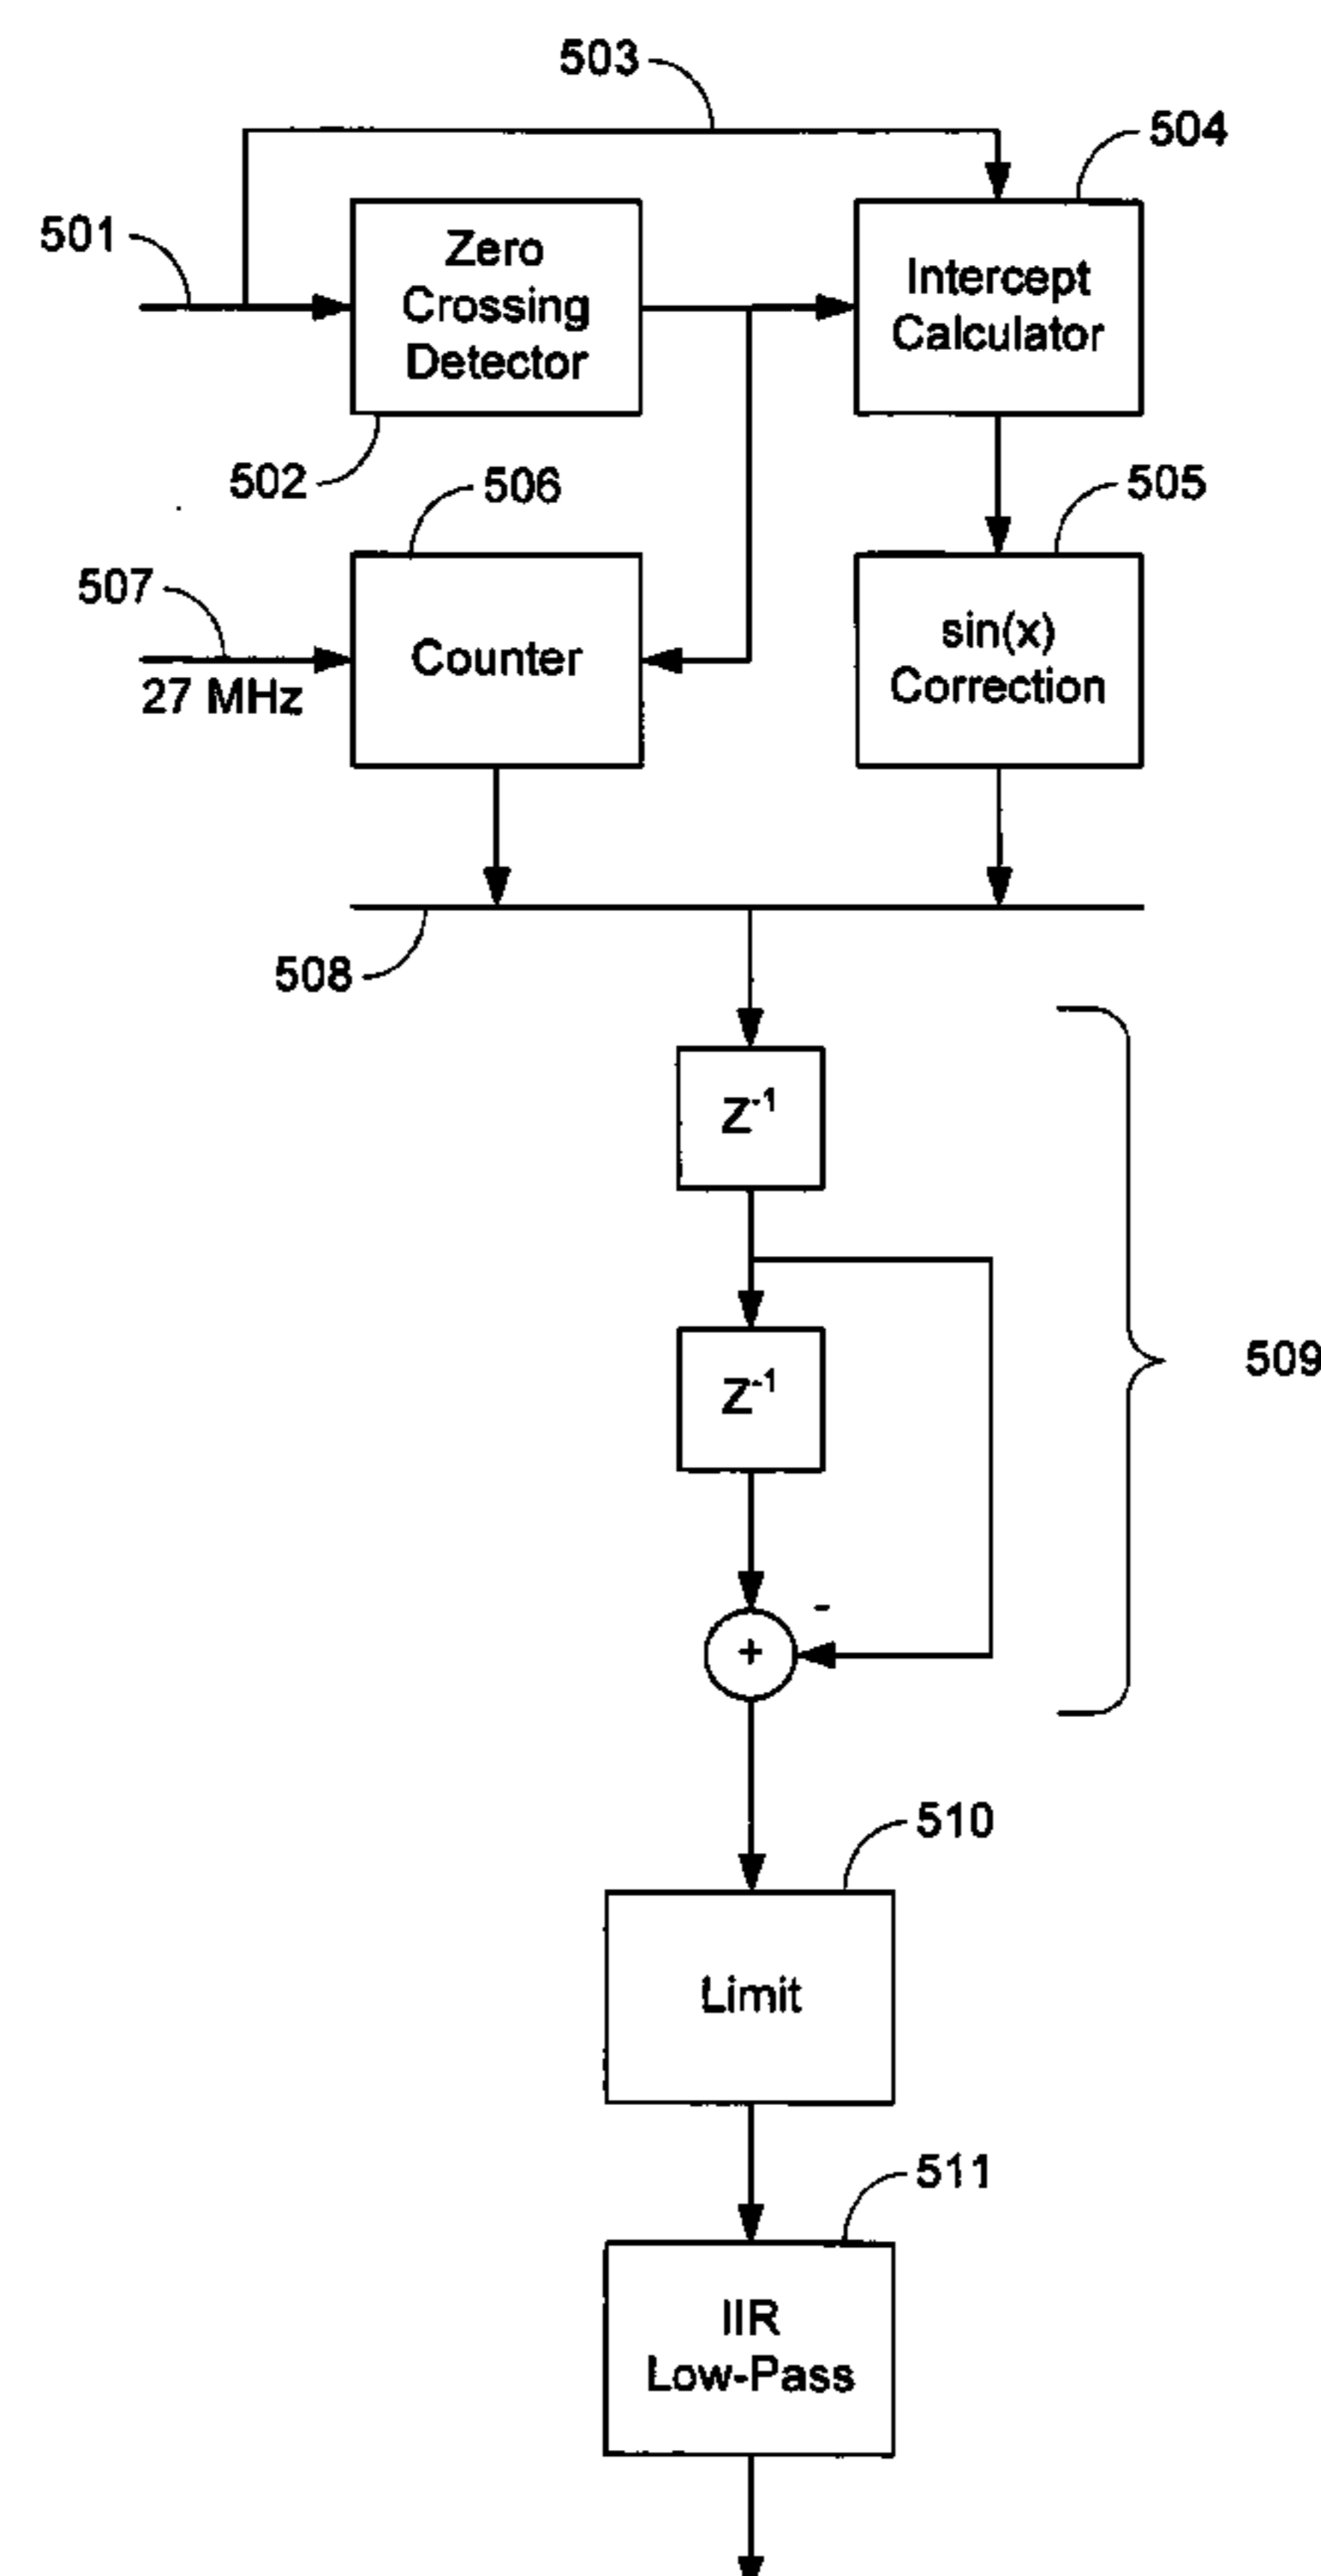 503
504
501
Zero
Crossing
Detector
Intercept
Calculator
502
506
505
507
27 MHz
Counter
sin(x)
Correction
508
Z⁻¹
Z⁻¹
509
-
+
510
Limit
511
IIR
Low-Pass